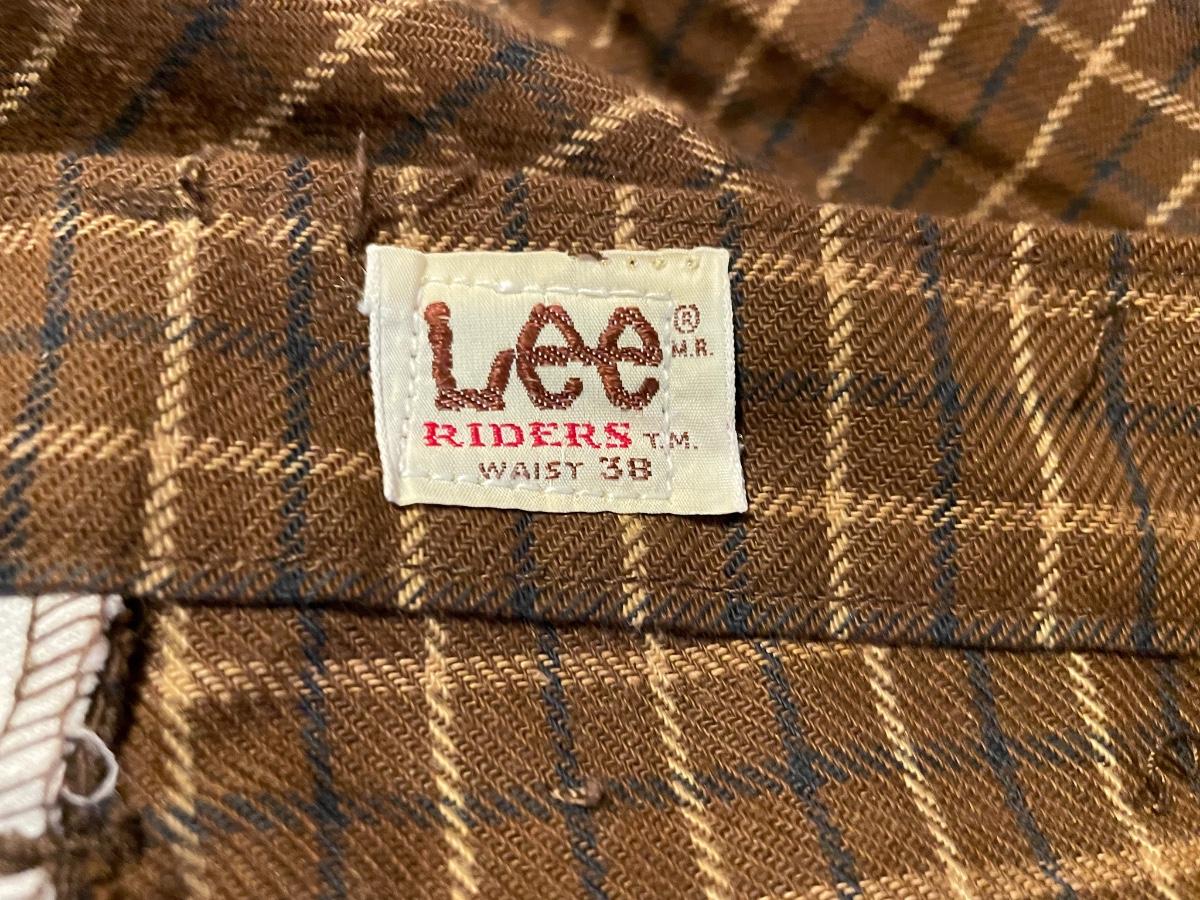 Lee ®
M.R.
RIDERS T.M.
WAIST 38